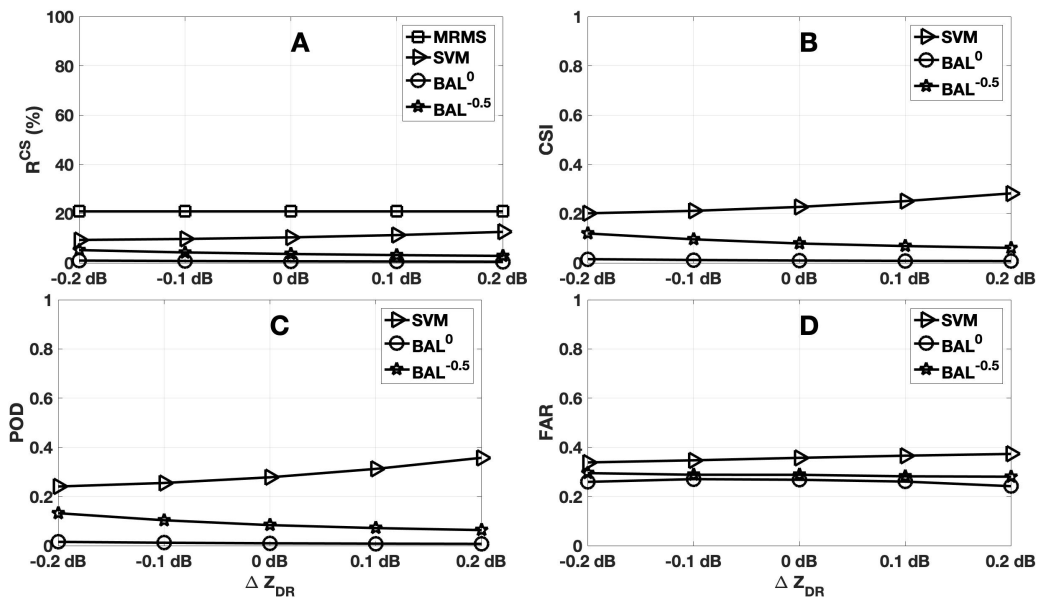 A
R^CS (%)
100
80
60
40
20
0
-0.2 dB -0.1 dB 0 dB 0.1 dB 0.2 dB
MRMS
SVM
BAL^0
BAL^-0.5
B
CSI
1
0.8
0.6
0.4
0.2
0
-0.2 dB -0.1 dB 0 dB 0.1 dB 0.2 dB
SVM
BAL^0
BAL^-0.5
C
POD
1
0.8
0.6
0.4
0.2
0
-0.2 dB -0.1 dB 0 dB 0.1 dB 0.2 dB
Δ Z_DR
SVM
BAL^0
BAL^-0.5
D
FAR
1
0.8
0.6
0.4
0.2
0
-0.2 dB -0.1 dB 0 dB 0.1 dB 0.2 dB
Δ Z_DR
SVM
BAL^0
BAL^-0.5